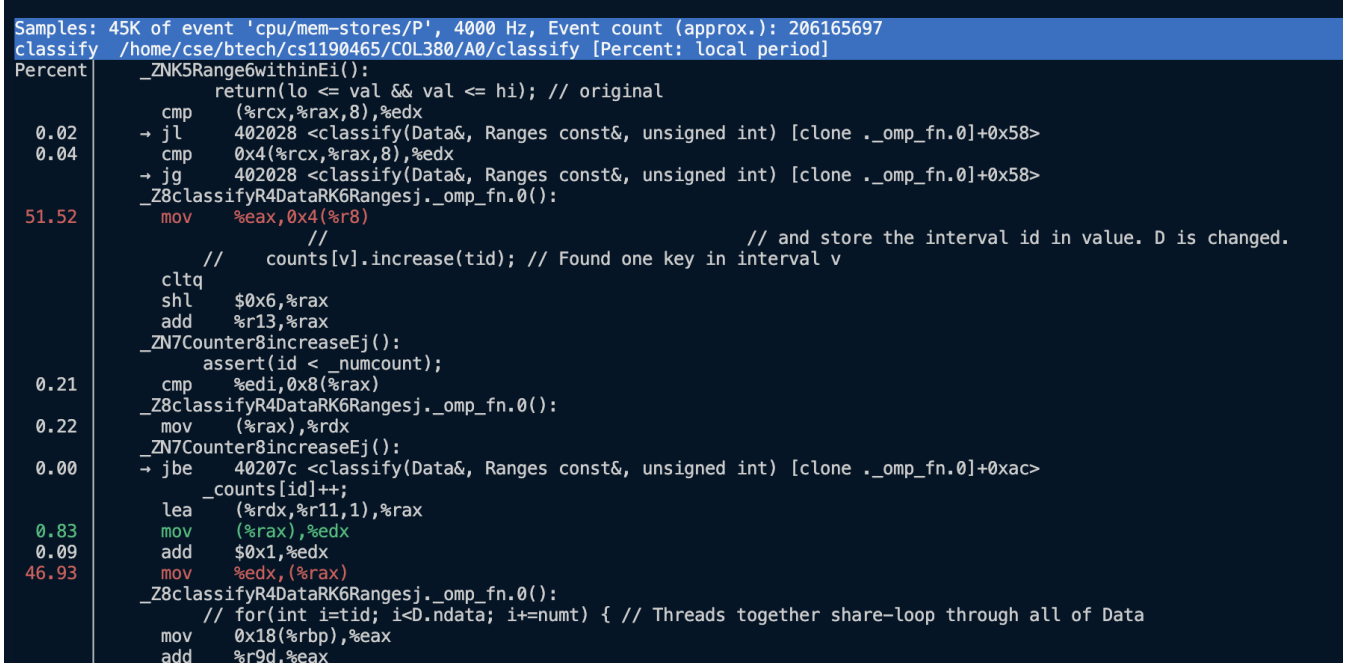 Samples: 45K of event 'cpu/mem-stores/P', 4000 Hz, Event count (approx.): 206165697
classify  /home/cse/btech/cs1190465/COL380/A0/classify [Percent: local period]
Percent│      _ZNK5Range6withinEi():
return(lo <= val && val <= hi); // original
cmp    (%rcx,%rax,8),%edx
0.02 │    → jl     402028 <classify(Data&, Ranges const&, unsigned int) [clone ._omp_fn.0]+0x58>
0.04 │      cmp    0x4(%rcx,%rax,8),%edx
│    → jg     402028 <classify(Data&, Ranges const&, unsigned int) [clone ._omp_fn.0]+0x58>
_Z8classifyR4DataRK6Rangesj._omp_fn.0():
51.52 │      mov    %eax,0x4(%r8)
//                                        // and store the interval id in value. D is changed.
//    counts[v].increase(tid); // Found one key in interval v
cltq
shl    $0x6,%rax
add    %r13,%rax
_ZN7Counter8increaseEj():
assert(id < _numcount);
0.21 │      cmp    %edi,0x8(%rax)
_Z8classifyR4DataRK6Rangesj._omp_fn.0():
0.22 │      mov    (%rax),%rdx
_ZN7Counter8increaseEj():
0.00 │    → jbe    40207c <classify(Data&, Ranges const&, unsigned int) [clone ._omp_fn.0]+0xac>
_counts[id]++;
lea    (%rdx,%r11,1),%rax
0.83 │      mov    (%rax),%edx
0.09 │      add    $0x1,%edx
46.93 │      mov    %edx,(%rax)
_Z8classifyR4DataRK6Rangesj._omp_fn.0():
// for(int i=tid; i<D.ndata; i+=numt) { // Threads together share-loop through all of Data
mov    0x18(%rbp),%eax
add    %r9d,%eax